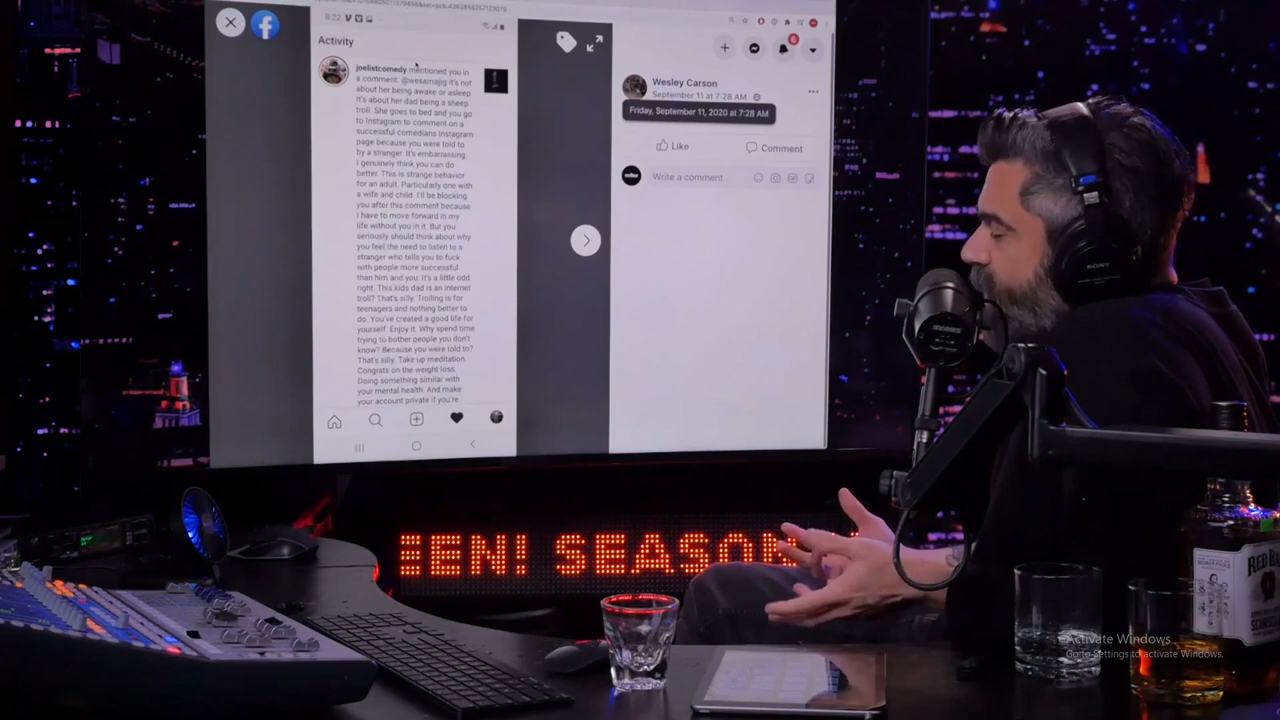 8:22
Activity
joelistcomedy mentioned you in
a comment: @wesamajig it's not
about her being awake or asleep
it's about her dad being a sheep
troll. She goes to bed and you go
to Instagram to comment on a
successful comedians Instagram
page because you were told to
by a stranger. It's embarrassing.
I genuinely think you can do
better. This is strange behavior
for an adult. Particularly one with
a wife and child. I'll be blocking
you after this comment because
I have to move forward in my
life without you in it. But you
seriously should think about why
you feel the need to listen to a
stranger who tells you to fuck
with people more successful
than him and you. It's a little odd
right. This kids dad is an internet
troll? That's silly. Trolling is for
teenagers and nothing better to
do. You've created a good life for
yourself. Enjoy it. Why spend time
trying to bother people you don't
know? Because you were told to?
That's silly. Take up meditation.
Congrats on the weight loss.
Doing something similar with
your mental health. And make
your account private if you're
6
Wesley Carson
September 11 at 7:28 AM
Friday, September 11, 2020 at 7:28 AM
Like
Comment
Write a comment
SONY
EEN! SEASON
RED
Activate Windows
Go to Settings to activate Windows.